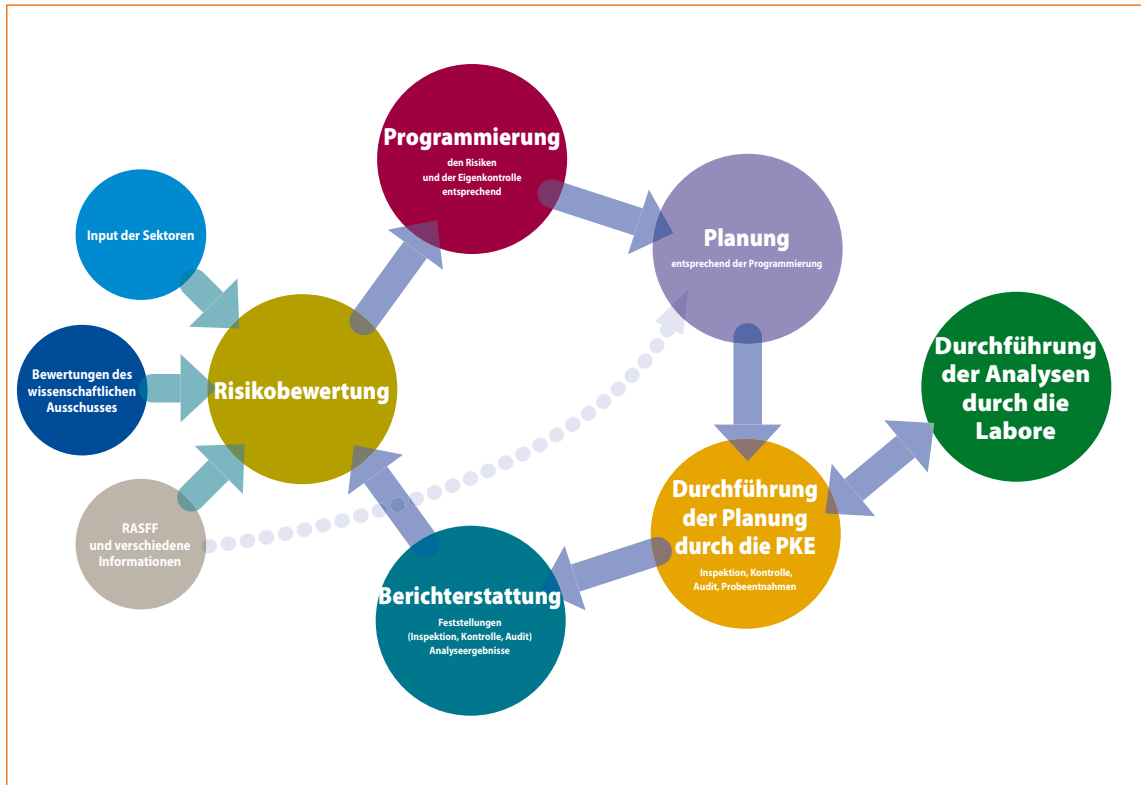 Programmierung
den Risiken
und der Eigenkontrolle
entsprechend
Input der Sektoren
Planung
entsprechend der Programmierung
Bewertungen des
wissenschaftlichen
Ausschusses
Risikobewertung
Durchführung
der Analysen
durch die
Labore
RASFF
und verschiedene
Informationen
Durchführung
der Planung
durch die PKE
Inspektion, Kontrolle,
Audit, Probeentnahmen
Berichterstattung
Feststellungen
(Inspektion, Kontrolle, Audit)
Analyseergebnisse